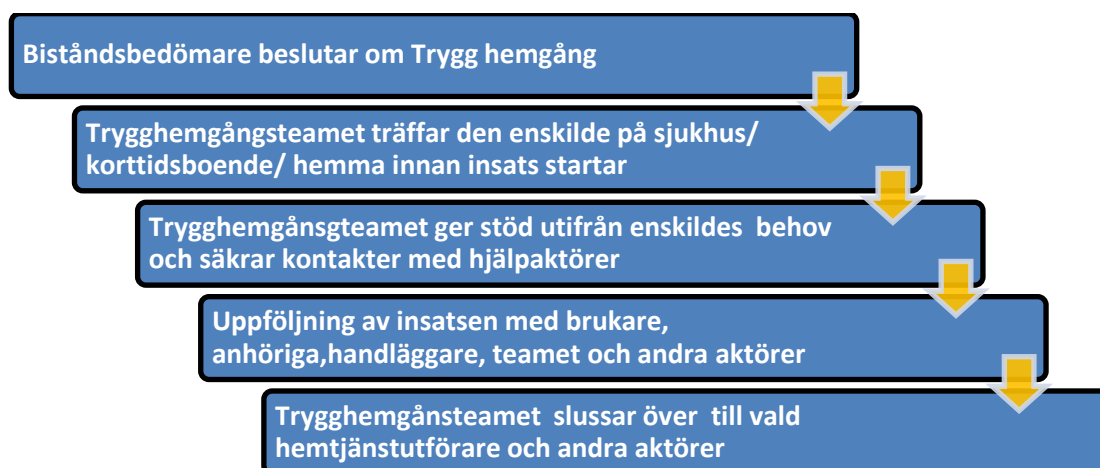 Biståndsbedömare beslutar om Trygg hemgång
Trygghemgångsteamet träffar den enskilde på sjukhus/
korttidsboende/ hemma innan insats startar
Trygghemgånsgteamet ger stöd utifrån enskildes  behov
och säkrar kontakter med hjälpaktörer
Uppföljning av insatsen med brukare,
anhöriga,handläggare, teamet och andra aktörer
Trygghemgånsteamet  slussar över  till vald
hemtjänstutförare och andra aktörer